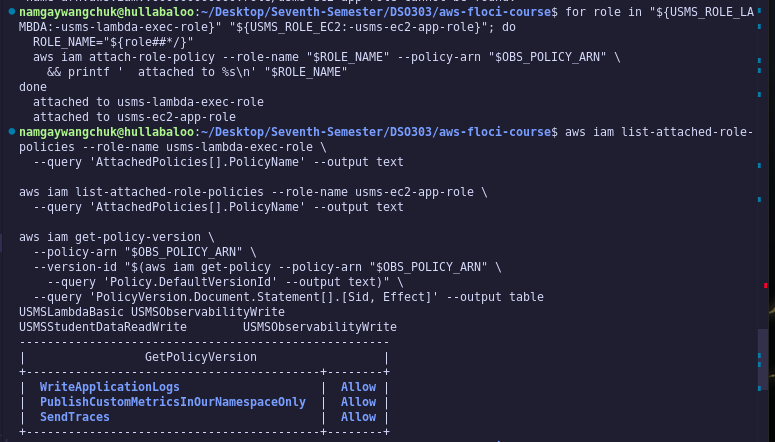 namgaywangchuk@hullabaloo:~/Desktop/Seventh-Semester/DSO303/aws-floci-course$ for role in "${USMS_ROLE_LA
MBDA:-usms-lambda-exec-role}" "${USMS_ROLE_EC2:-usms-ec2-app-role}"; do
  ROLE_NAME="${role##*/}"
  aws iam attach-role-policy --role-name "$ROLE_NAME" --policy-arn "$OBS_POLICY_ARN" \
    && printf '  attached to %s\n' "$ROLE_NAME"
done
  attached to usms-lambda-exec-role
  attached to usms-ec2-app-role
namgaywangchuk@hullabaloo:~/Desktop/Seventh-Semester/DSO303/aws-floci-course$ aws iam list-attached-role-
policies --role-name usms-lambda-exec-role \
  --query 'AttachedPolicies[].PolicyName' --output text

aws iam list-attached-role-policies --role-name usms-ec2-app-role \
  --query 'AttachedPolicies[].PolicyName' --output text

aws iam get-policy-version \
  --policy-arn "$OBS_POLICY_ARN" \
  --version-id "$(aws iam get-policy --policy-arn "$OBS_POLICY_ARN" \
    --query 'Policy.DefaultVersionId' --output text)" \
  --query 'PolicyVersion.Document.Statement[].[Sid, Effect]' --output table
USMSLambdaBasic USMSObservabilityWrite
USMSStudentDataReadWrite        USMSObservabilityWrite
-----------------------------------------------------
|                 GetPolicyVersion                  |
+------------------------------------------+--------+
|  WriteApplicationLogs                    |  Allow |
|  PublishCustomMetricsInOurNamespaceOnly  |  Allow |
|  SendTraces                              |  Allow |
+------------------------------------------+--------+